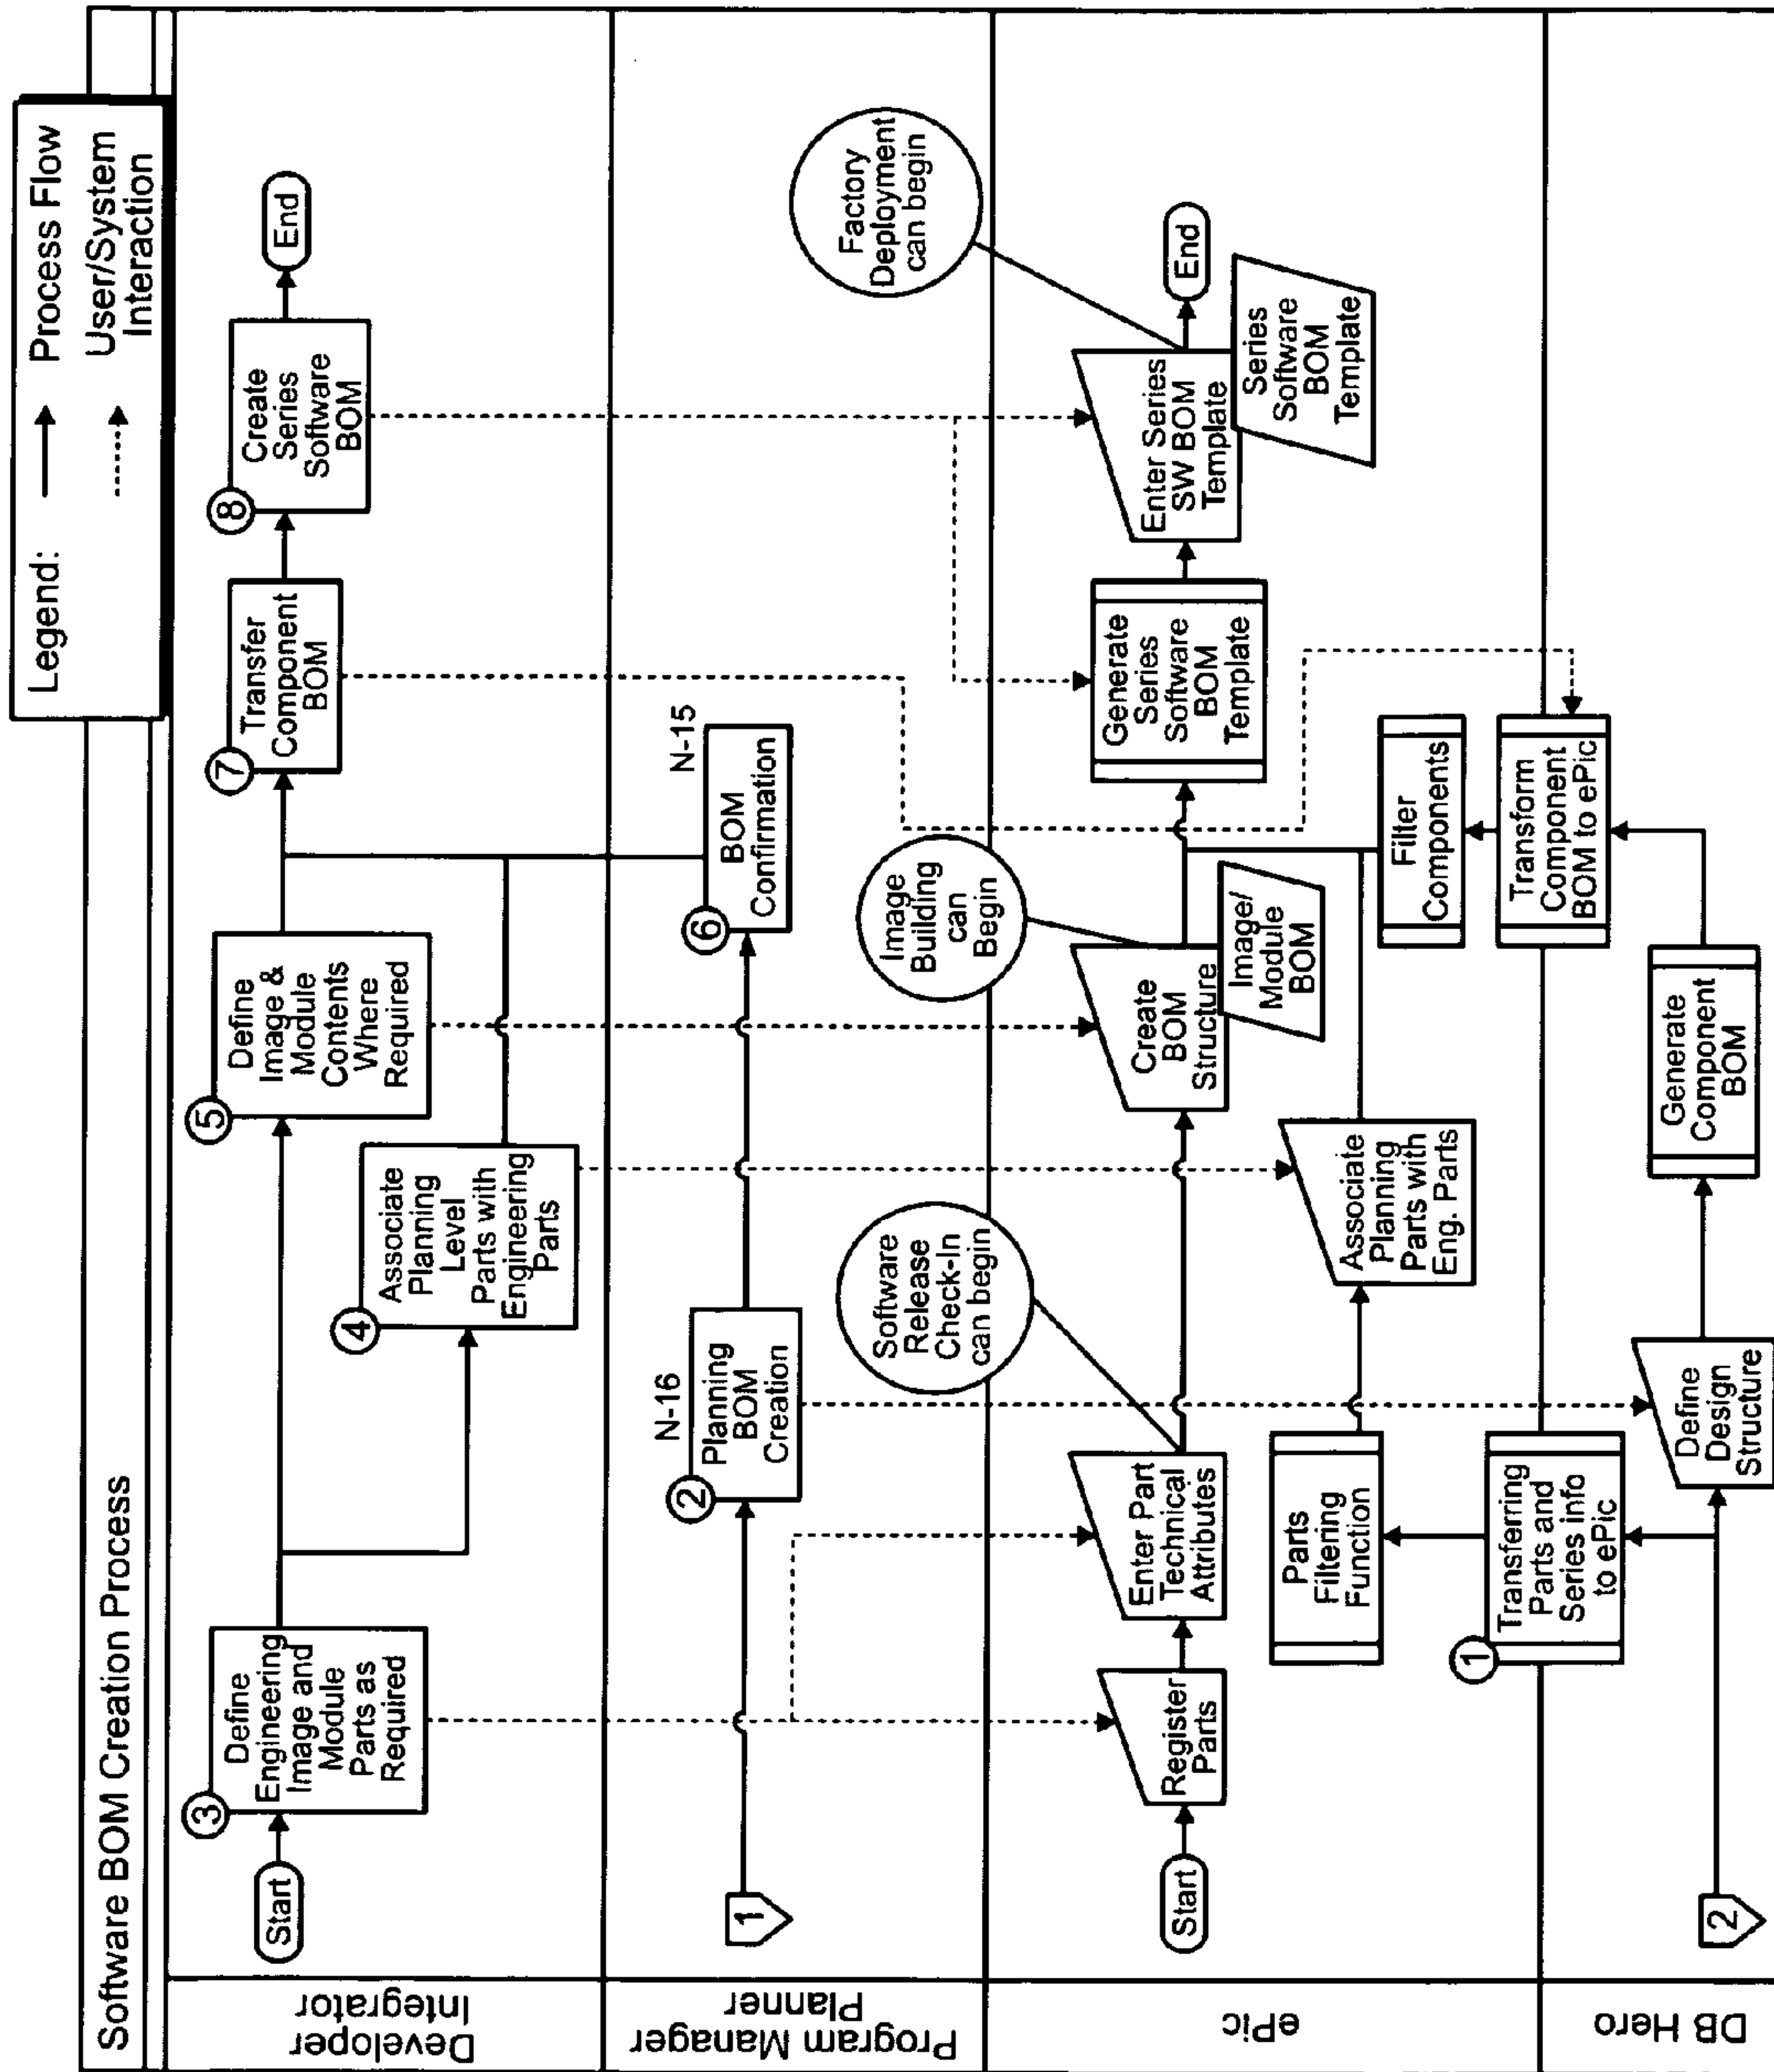 Software BOM Creation Process
Legend:
Process Flow
User/System
Interaction
Developer
Integrator
Start
3
Define
Engineering
Image and
Module
Parts as
Required
4
Associate
Planning
Level
Parts with
Engineering
Parts
5
Define
Image &
Module
Contents
Where
Required
7
Transfer
Component
BOM
8
Create
Series
Software
BOM
End
Program Manager
Planner
1
N-16
2
Planning
BOM
Creation
N-15
6
BOM
Confirmation
Software
Release
Check-In
can begin
Image
Building
can
Begin
Factory
Deployment
can begin
ePic
Start
Register
Parts
Enter Part
Technical
Attributes
Create
BOM
Structure
Image/
Module
BOM
Generate
Series
Software
BOM
Template
Enter Series
SW BOM
Template
Series
Software
BOM
Template
End
Parts
Filtering
Function
Associate
Planning
Parts with
Eng. Parts
Filter
Components
1
Transferring
Parts and
Series info
to ePic
Transform
Component
BOM to ePic
DB Hero
2
Define
Design
Structure
Generate
Component
BOM